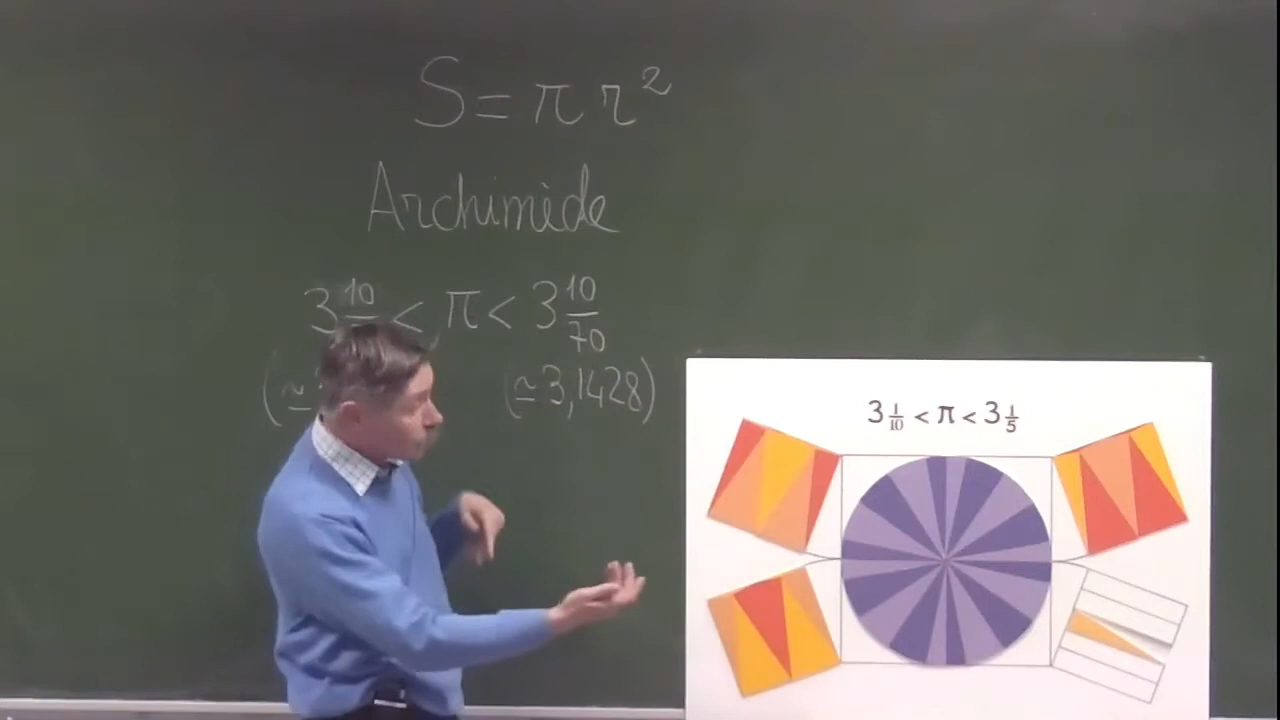 S = π r²
Archimède
3 10 < π < 3 10/70
(≃ (≃ 3,1428)
3 1/10 < π < 3 1/5